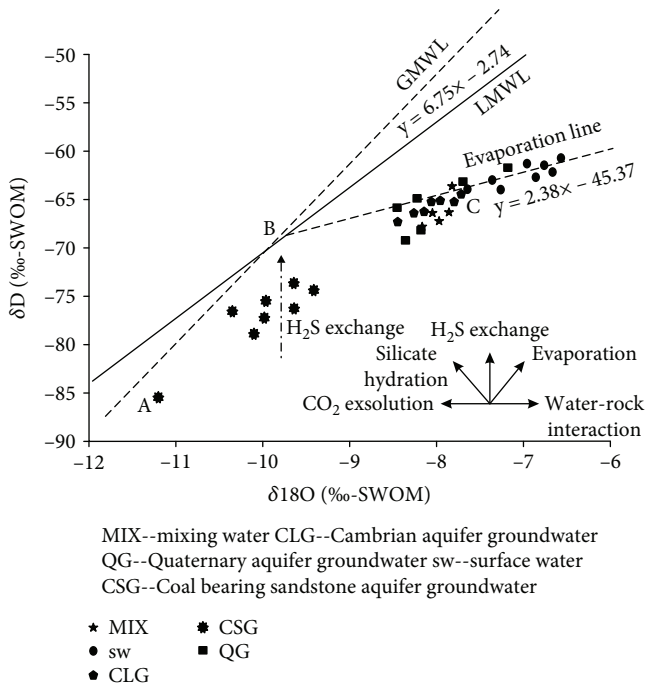 −50
−55
−60
−65
−70
−75
−80
−85
−90
δD (‰-SWOM)
GMWL
y = 6.75× − 2.74
LMWL
Evaporation line
y = 2.38× − 45.37
B
C
A
H₂S exchange
H₂S exchange
Silicate
hydration
Evaporation
CO₂ exsolution
Water-rock
interaction
−12 −11 −10 −9 −8 −7 −6
δ18O (‰-SWOM)
MIX--mixing water CLG--Cambrian aquifer groundwater
QG--Quaternary aquifer groundwater sw--surface water
CSG--Coal bearing sandstone aquifer groundwater
MIX CSG
sw QG
CLG